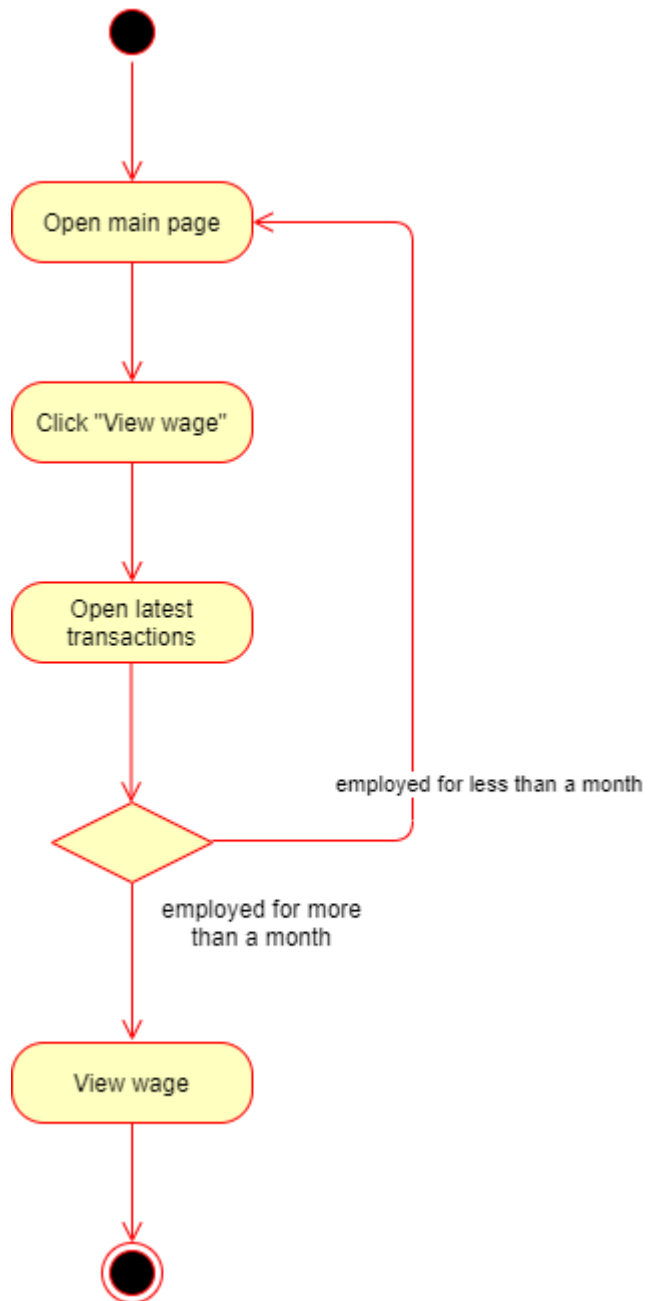 Open main page
Click "View wage"
Open latest
transactions
employed for less than a month
employed for more
than a month
View wage